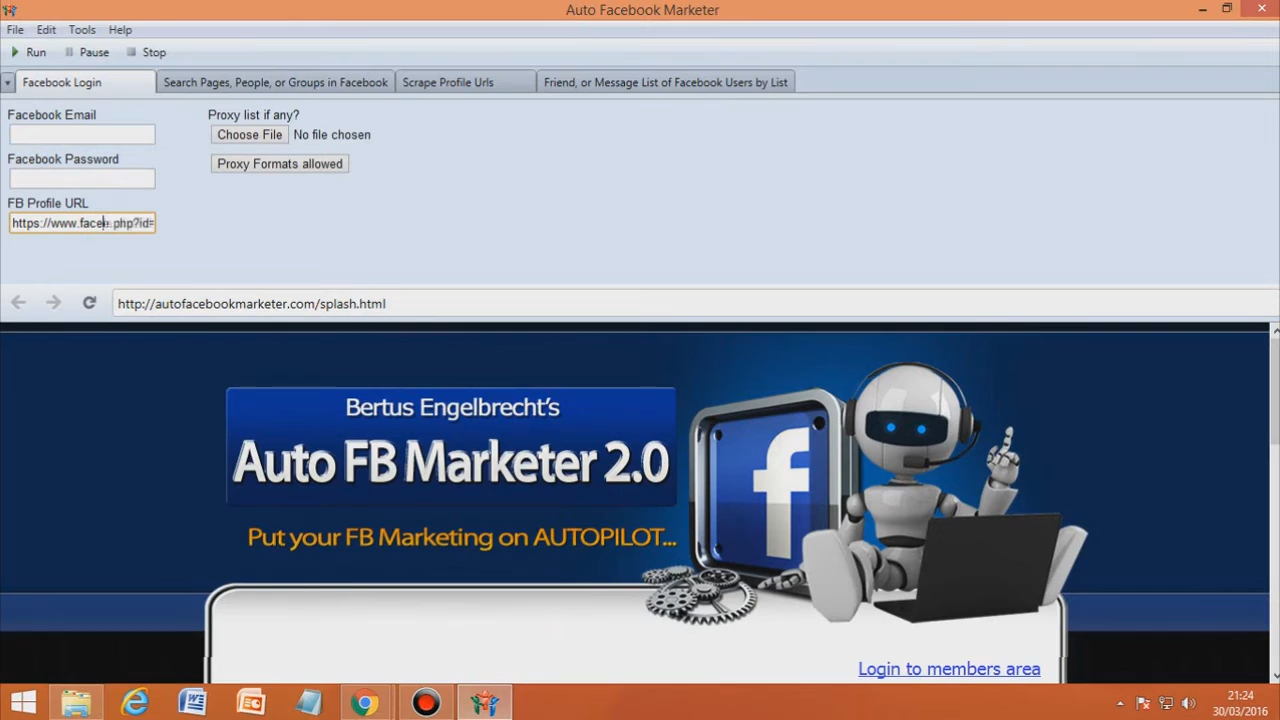 Auto Facebook Marketer
File Edit Tools Help
Run Pause Stop
Facebook Login Search Pages, People, or Groups in Facebook Scrape Profile Urls Friend, or Message List of Facebook Users by List
Facebook Email Proxy list if any?
Choose File No file chosen
Facebook Password Proxy Formats allowed
FB Profile URL
https://www.face .php?id=
http://autofacebookmarketer.com/splash.html
Bertus Engelbrecht's
Auto FB Marketer 2.0
Put your FB Marketing on AUTOPILOT...
f
Login to members area
21:24
30/03/2016